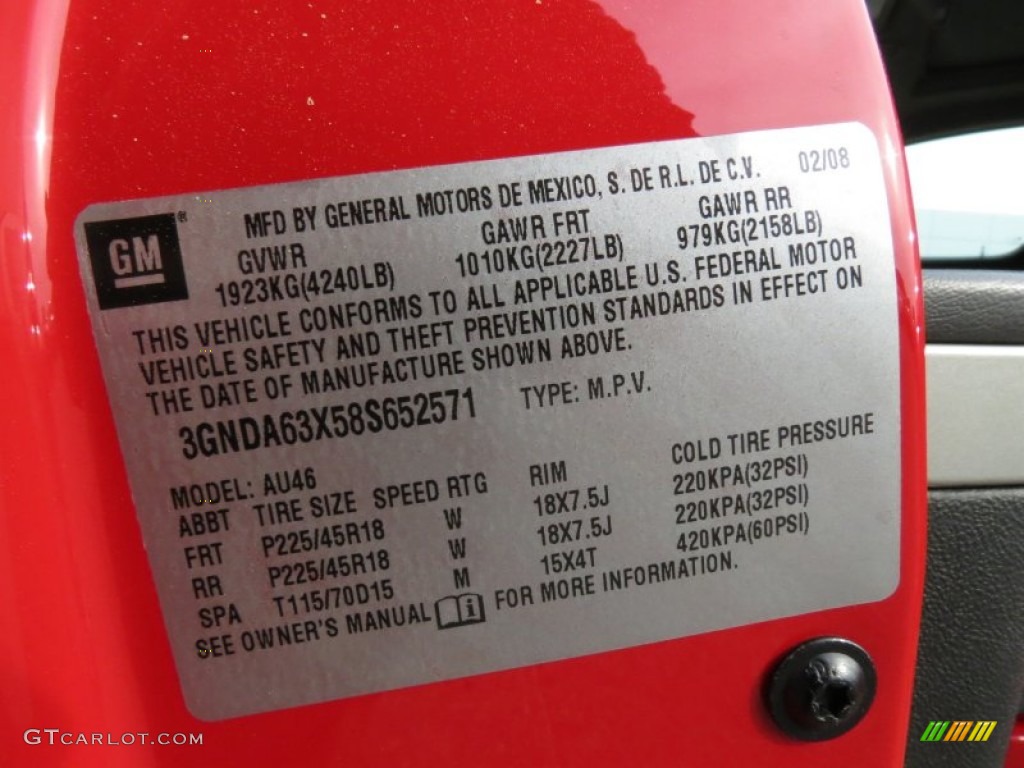 MFD BY GENERAL MOTORS DE MEXICO, S. DE R.L. DE C.V. 02/08
GM®
GVWR GAWR FRT GAWR RR
1923KG(4240LB) 1010KG(2227LB) 979KG(2158LB)
THIS VEHICLE CONFORMS TO ALL APPLICABLE U.S. FEDERAL MOTOR
VEHICLE SAFETY AND THEFT PREVENTION STANDARDS IN EFFECT ON
THE DATE OF MANUFACTURE SHOWN ABOVE.
3GNDA63X58S652571 TYPE: M.P.V.
MODEL: AU46
ABBT TIRE SIZE SPEED RTG RIM COLD TIRE PRESSURE
FRT P225/45R18 W 18X7.5J 220KPA(32PSI)
RR P225/45R18 W 18X7.5J 220KPA(32PSI)
SPA T115/70D15 M 15X4T 420KPA(60PSI)
SEE OWNER'S MANUAL i FOR MORE INFORMATION.
GTCARLOT.COM